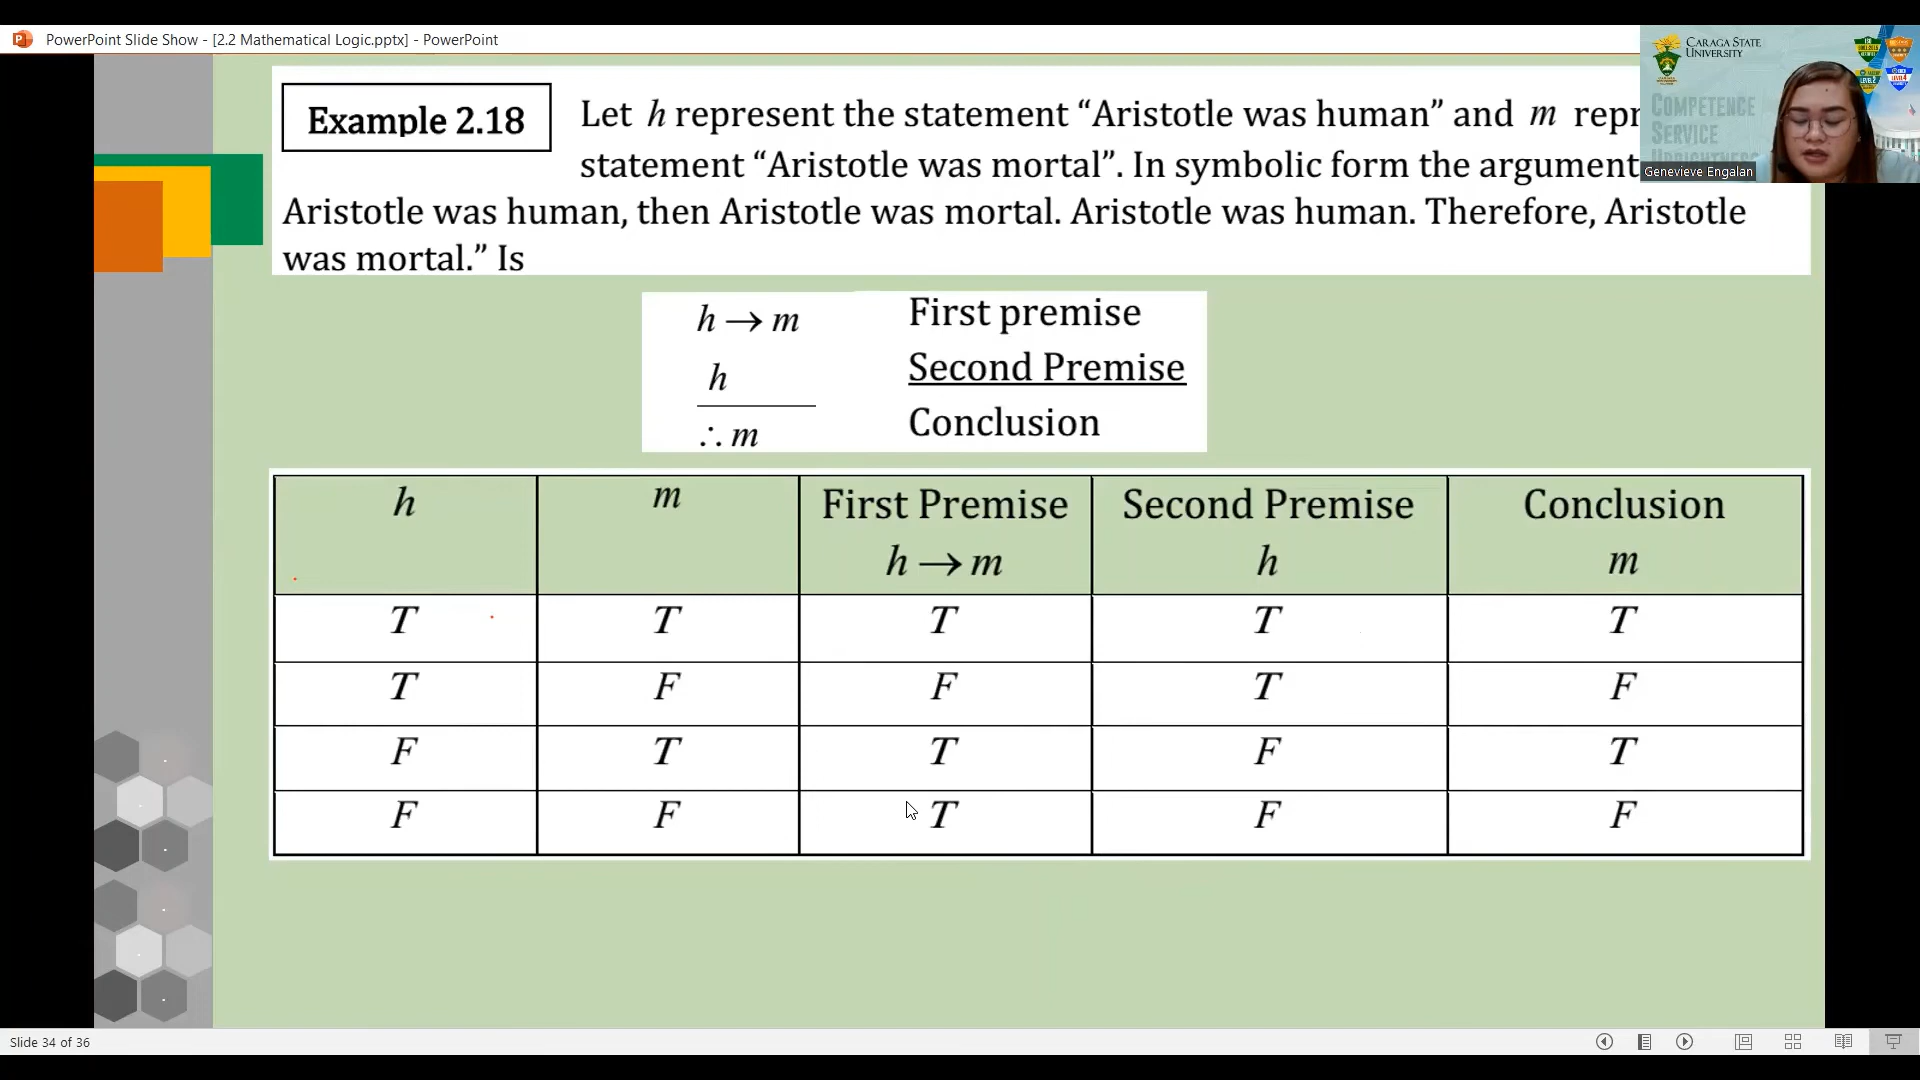 PowerPoint Slide Show - [2.2 Mathematical Logic.pptx] - PowerPoint
CARAGA STATE
UNIVERSITY
COMPETENCE
SERVICE
Genevieve Engalan
Example 2.18
Let h represent the statement “Aristotle was human” and m
statement “Aristotle was mortal”. In symbolic form the argument
Aristotle was human, then Aristotle was mortal. Aristotle was human. Therefore, Aristotle
was mortal.” Is
h → m First premise
h Second Premise
∴ m Conclusion
h m First Premise Second Premise Conclusion
h → m h m
T T T T T
T F F T F
F T T F T
F F T F F
Slide 34 of 36